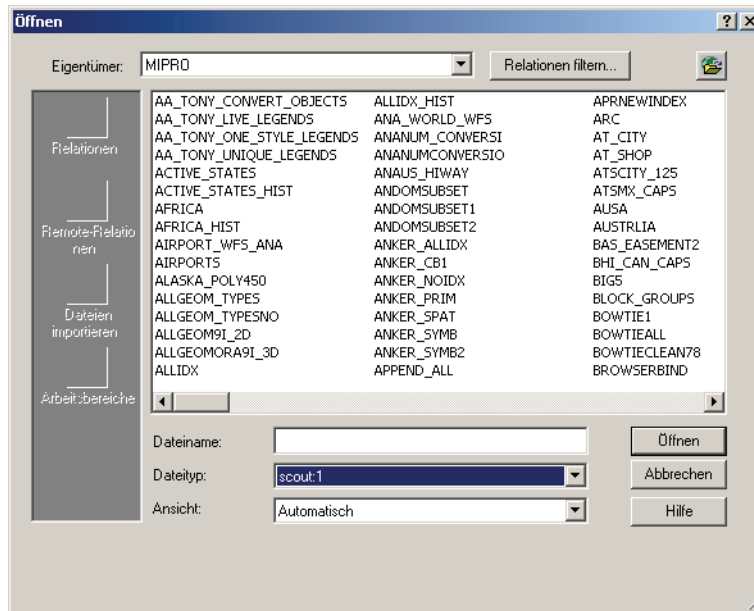 Öffnen
Eigentümer:
MIPRO
Relationen filtern...
Relationen
Remote-Relatio
nen
Dateien
importieren
Arbeitsbereiche
AA_TONY_CONVERT_OBJECTS
AA_TONY_LIVE_LEGENDS
AA_TONY_ONE_STYLE_LEGENDS
AA_TONY_UNIQUE_LEGENDS
ACTIVE_STATES
ACTIVE_STATES_HIST
AFRICA
AFRICA_HIST
AIRPORT_WFS_ANA
AIRPORTS
ALASKA_POLY450
ALLGEOM_TYPES
ALLGEOM_TYPESNO
ALLGEOM9I_2D
ALLGEOMORA9I_3D
ALLIDX
ALLIDX_HIST
ANA_WORLD_WFS
ANANUM_CONVERSI
ANANUMCONVERSIO
ANAUS_HIWAY
ANDOMSUBSET
ANDOMSUBSET1
ANDOMSUBSET2
ANKER_ALLIDX
ANKER_CB1
ANKER_NOIDX
ANKER_PRIM
ANKER_SPAT
ANKER_SYMB
ANKER_SYMB2
APPEND_ALL
APRNEWINDEX
ARC
AT_CITY
AT_SHOP
ATSCITY_125
ATSMX_CAPS
AUSA
AUSTRLIA
BAS_EASEMENT2
BHI_CAN_CAPS
BIG5
BLOCK_GROUPS
BOWTIE1
BOWTIEALL
BOWTIECLEAN78
BROWSERBIND
Dateiname:
Öffnen
Dateityp:
scout:1
Abbrechen
Ansicht:
Automatisch
Hilfe